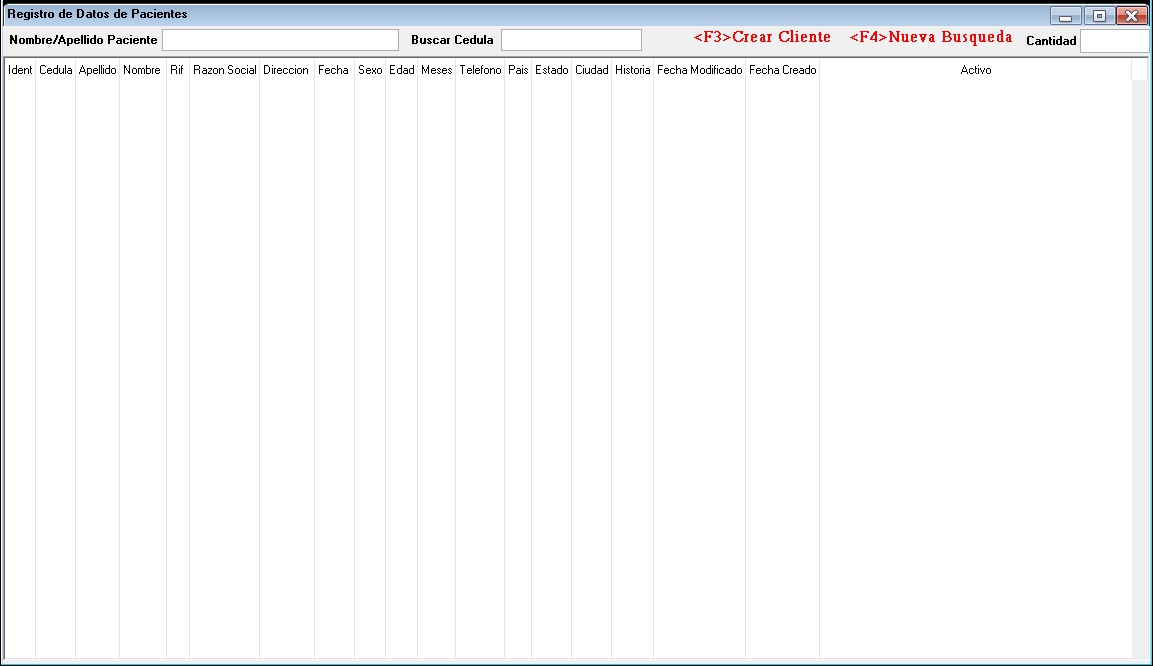 Registro de Datos de Pacientes
Nombre/Apellido Paciente Buscar Cedula <F3>Crear Cliente <F4>Nueva Busqueda Cantidad
Ident Cedula Apellido Nombre Rif Razon Social Direccion Fecha Sexo Edad Meses Telefono Pais Estado Ciudad Historia Fecha Modificado Fecha Creado Activo